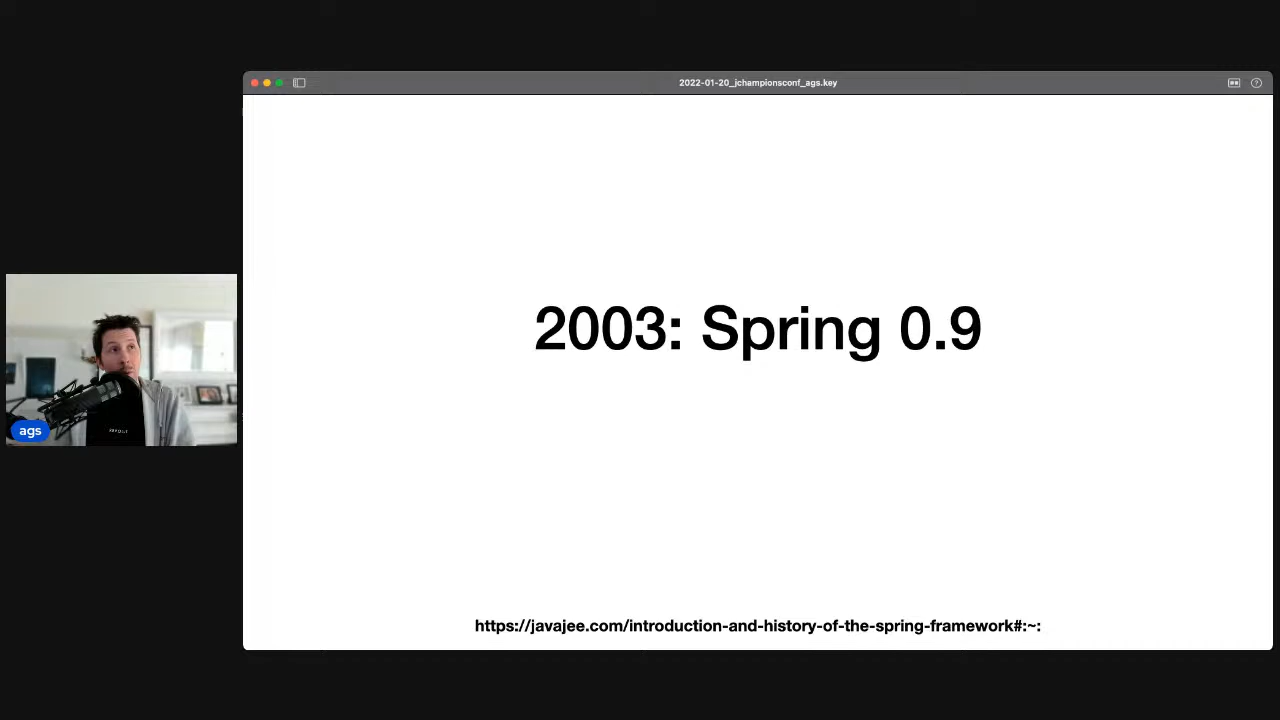 2022-01-20_jchampionsconf_ags.key
2003: Spring 0.9
ags
https://javajee.com/introduction-and-history-of-the-spring-framework#:~: